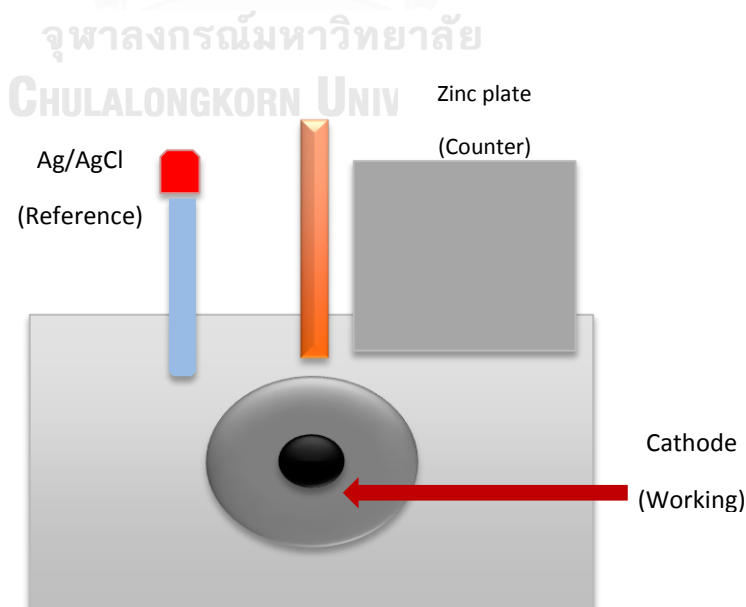 จุฬาลงกรณ์มหาวิทยาลัย
CHULALONGKORN UNIV
Zinc plate
(Counter)
Ag/AgCl
(Reference)
Cathode
(Working)